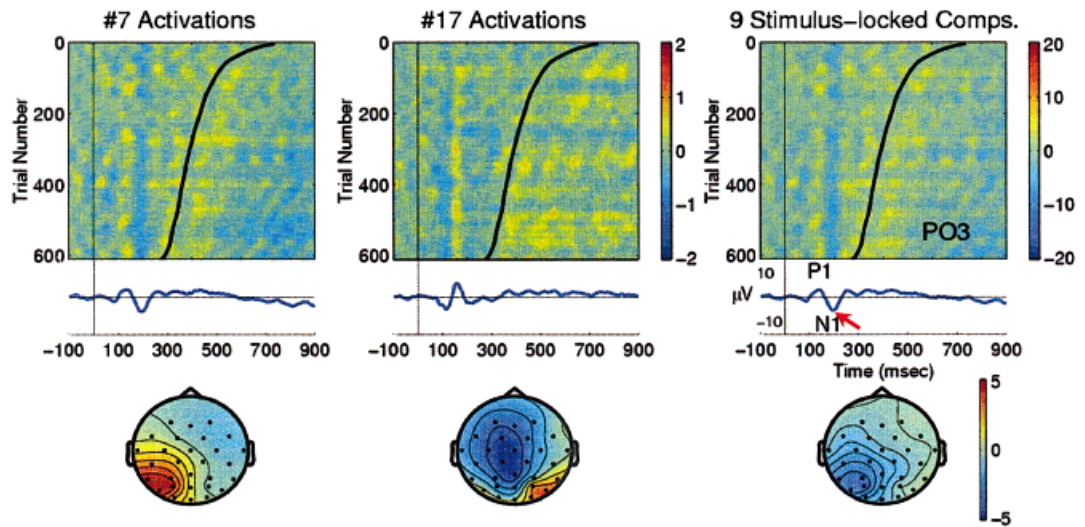 #7 Activations
#17 Activations
9 Stimulus–locked Comps.
Trial Number
0
200
400
600
Trial Number
0
200
400
600
2
1
0
−1
−2
Trial Number
0
200
400
600
PO3
20
10
0
−10
−20
10
µV
−10
P1
N1
−100 100 300 500 700 900
−100 100 300 500 700 900
−100 100 300 500 700 900
Time (msec)
5
0
−5